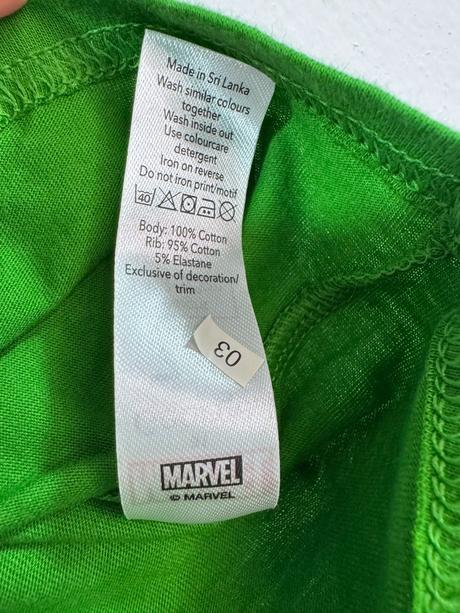 Made in Sri Lanka
Wash similar colours
together
Wash inside out
Use colourcare
detergent
Iron on reverse
Do not iron print/motif
40
Body: 100% Cotton
Rib: 95% Cotton
5% Elastane
Exclusive of decoration/
trim
03
MARVEL
© MARVEL